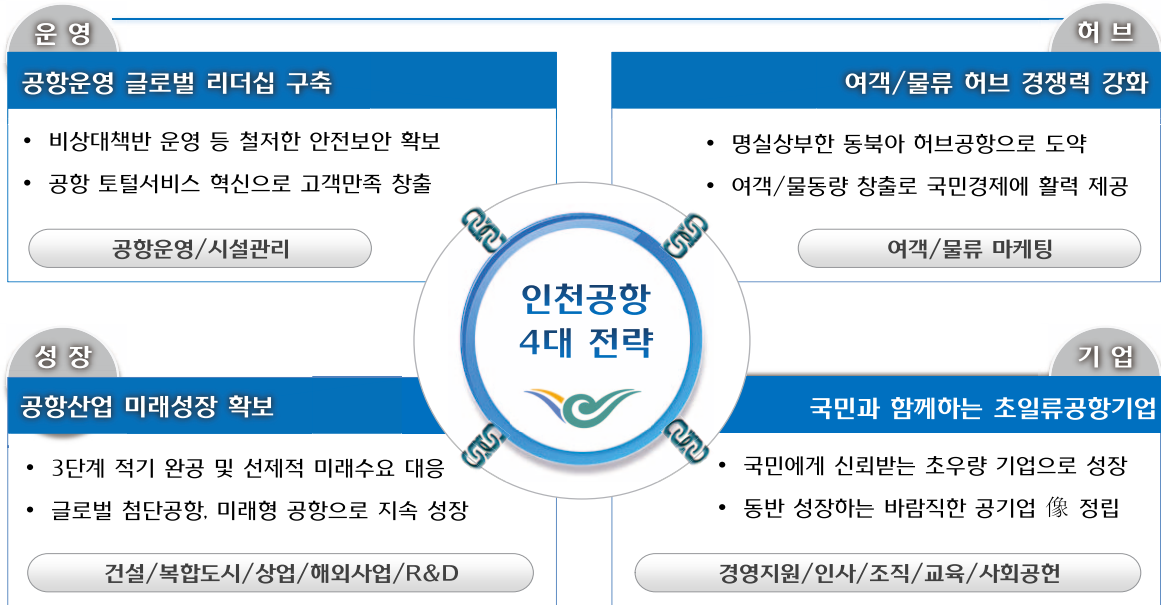 운영
공항운영 글로벌 리더십 구축
• 비상대책반 운영 등 철저한 안전보안 확보
• 공항 토털서비스 혁신으로 고객만족 창출
공항운영/시설관리
허브
여객/물류 허브 경쟁력 강화
• 명실상부한 동북아 허브공항으로 도약
• 여객/물동량 창출로 국민경제에 활력 제공
여객/물류 마케팅
인천공항
4대 전략
성장
공항산업 미래성장 확보
• 3단계 적기 완공 및 선제적 미래수요 대응
• 글로벌 첨단공항, 미래형 공항으로 지속 성장
건설/복합도시/상업/해외사업/R&D
기업
국민과 함께하는 초일류공항기업
• 국민에게 신뢰받는 초우량 기업으로 성장
• 동반 성장하는 바람직한 공기업 像 정립
경영지원/인사/조직/교육/사회공헌